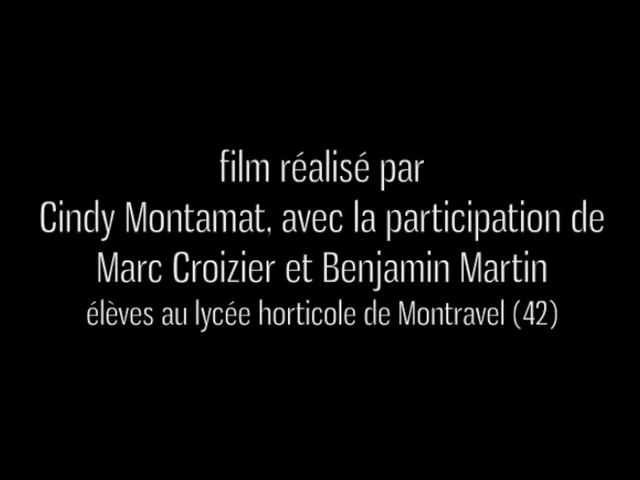 film réalisé par
Cindy Montamat, avec la participation de
Marc Croizier et Benjamin Martin
élèves au lycée horticole de Montravel (42)